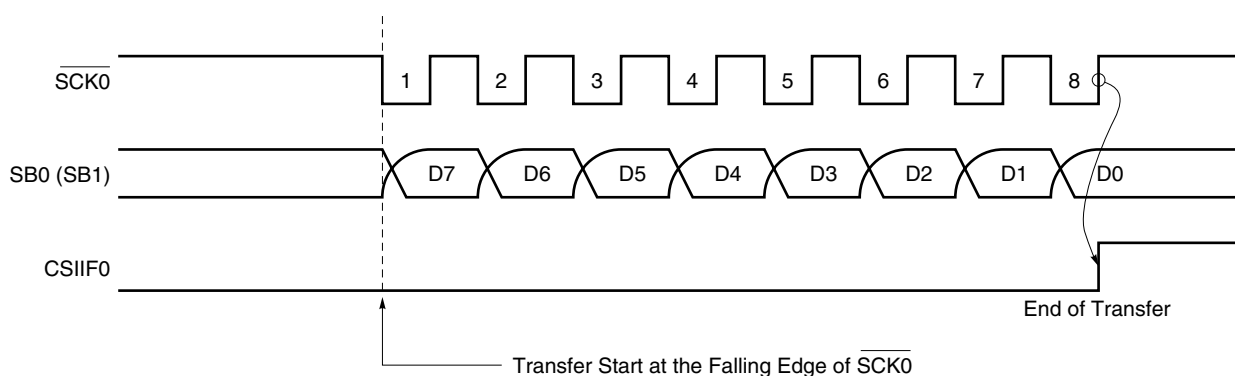 SCK0 1 2 3 4 5 6 7 8
SB0 (SB1) D7 D6 D5 D4 D3 D2 D1 D0
CSIIF0
End of Transfer
Transfer Start at the Falling Edge of SCK0